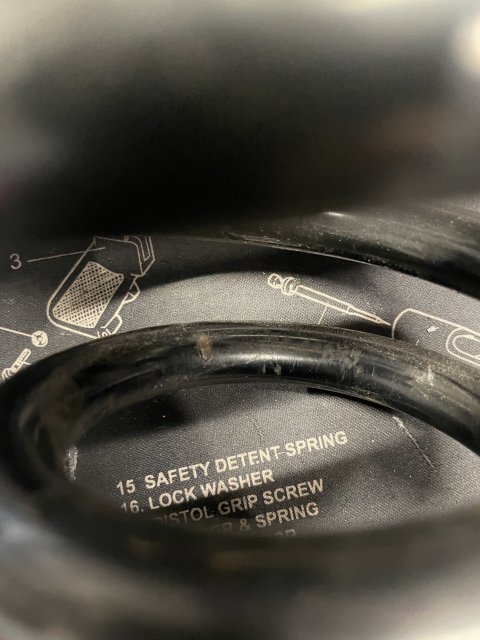 3
15 SAFETY DETENT SPRING
16. LOCK WASHER
PISTOL GRIP SCREW
& SPRING